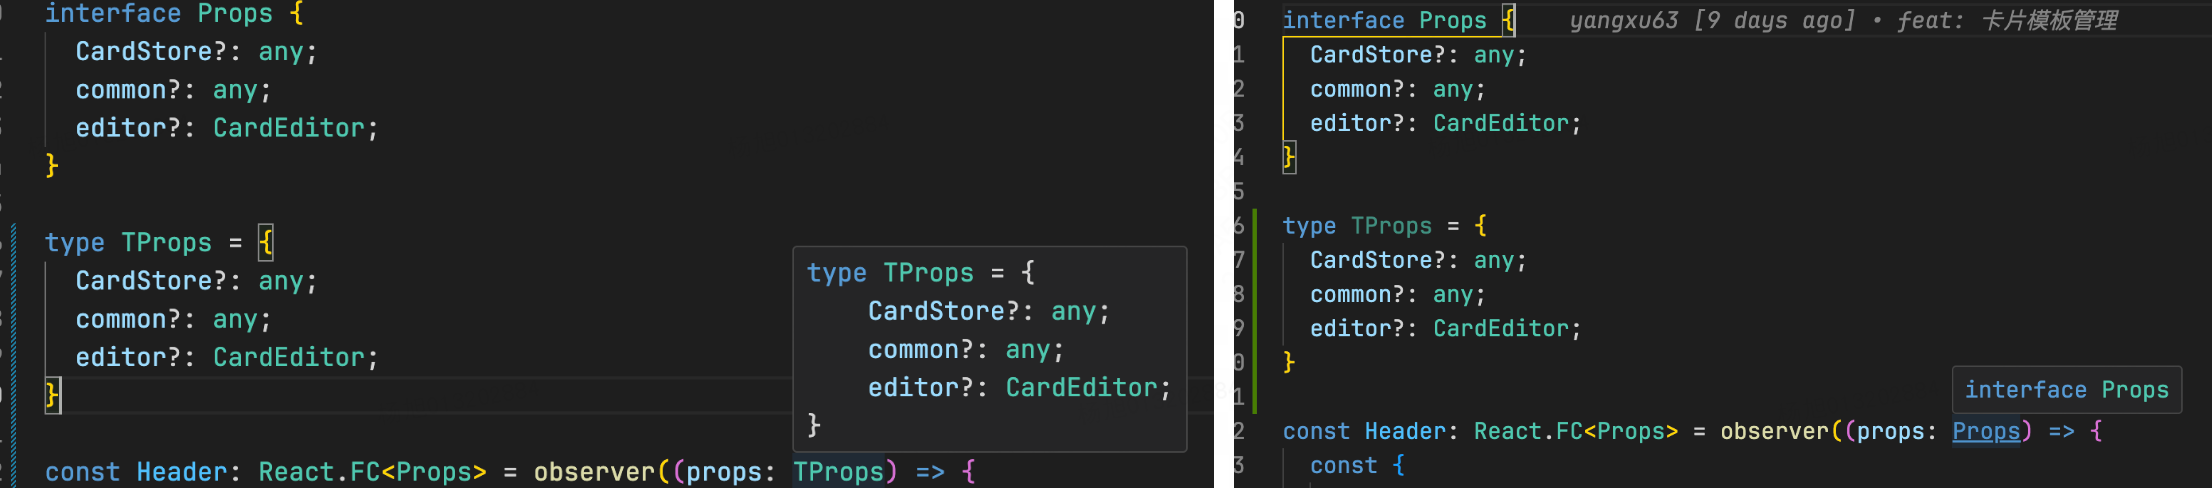 interface Props {
  CardStore?: any;
  common?: any;
  editor?: CardEditor;
}
type TProps = {
  CardStore?: any;
  common?: any;
  editor?: CardEditor;
}
type TProps = {
    CardStore?: any;
    common?: any;
    editor?: CardEditor;
}
const Header: React.FC<Props> = observer((props: TProps) => {
0 interface Props {    yangxu63 [9 days ago] • feat: 卡片模板管理
1   CardStore?: any;
2   common?: any;
3   editor?: CardEditor;
4 }
5
6 type TProps = {
7   CardStore?: any;
8   common?: any;
9   editor?: CardEditor;
0 }
1
interface Props
2 const Header: React.FC<Props> = observer((props: Props) => {
3   const {